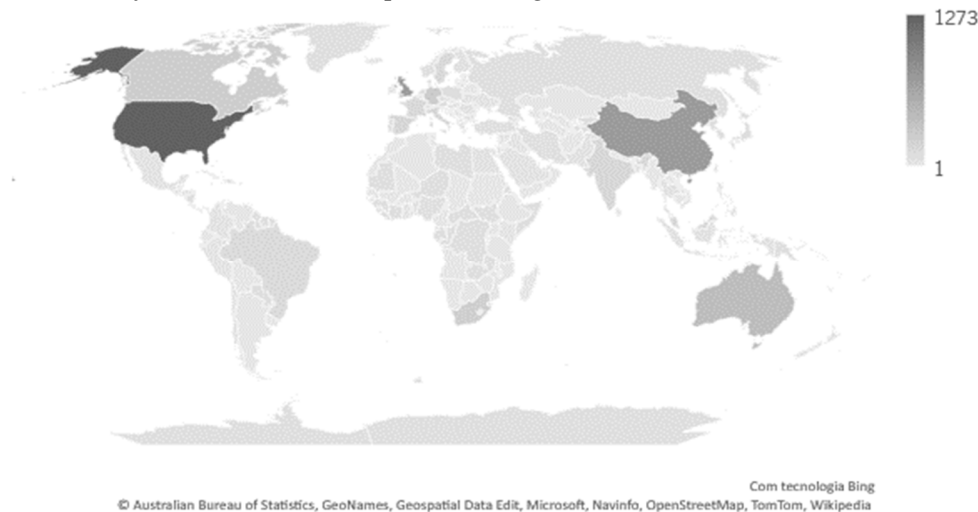 1273
1
Com tecnologia Bing
© Australian Bureau of Statistics, GeoNames, Geospatial Data Edit, Microsoft, Navinfo, OpenStreetMap, TomTom, Wikipedia